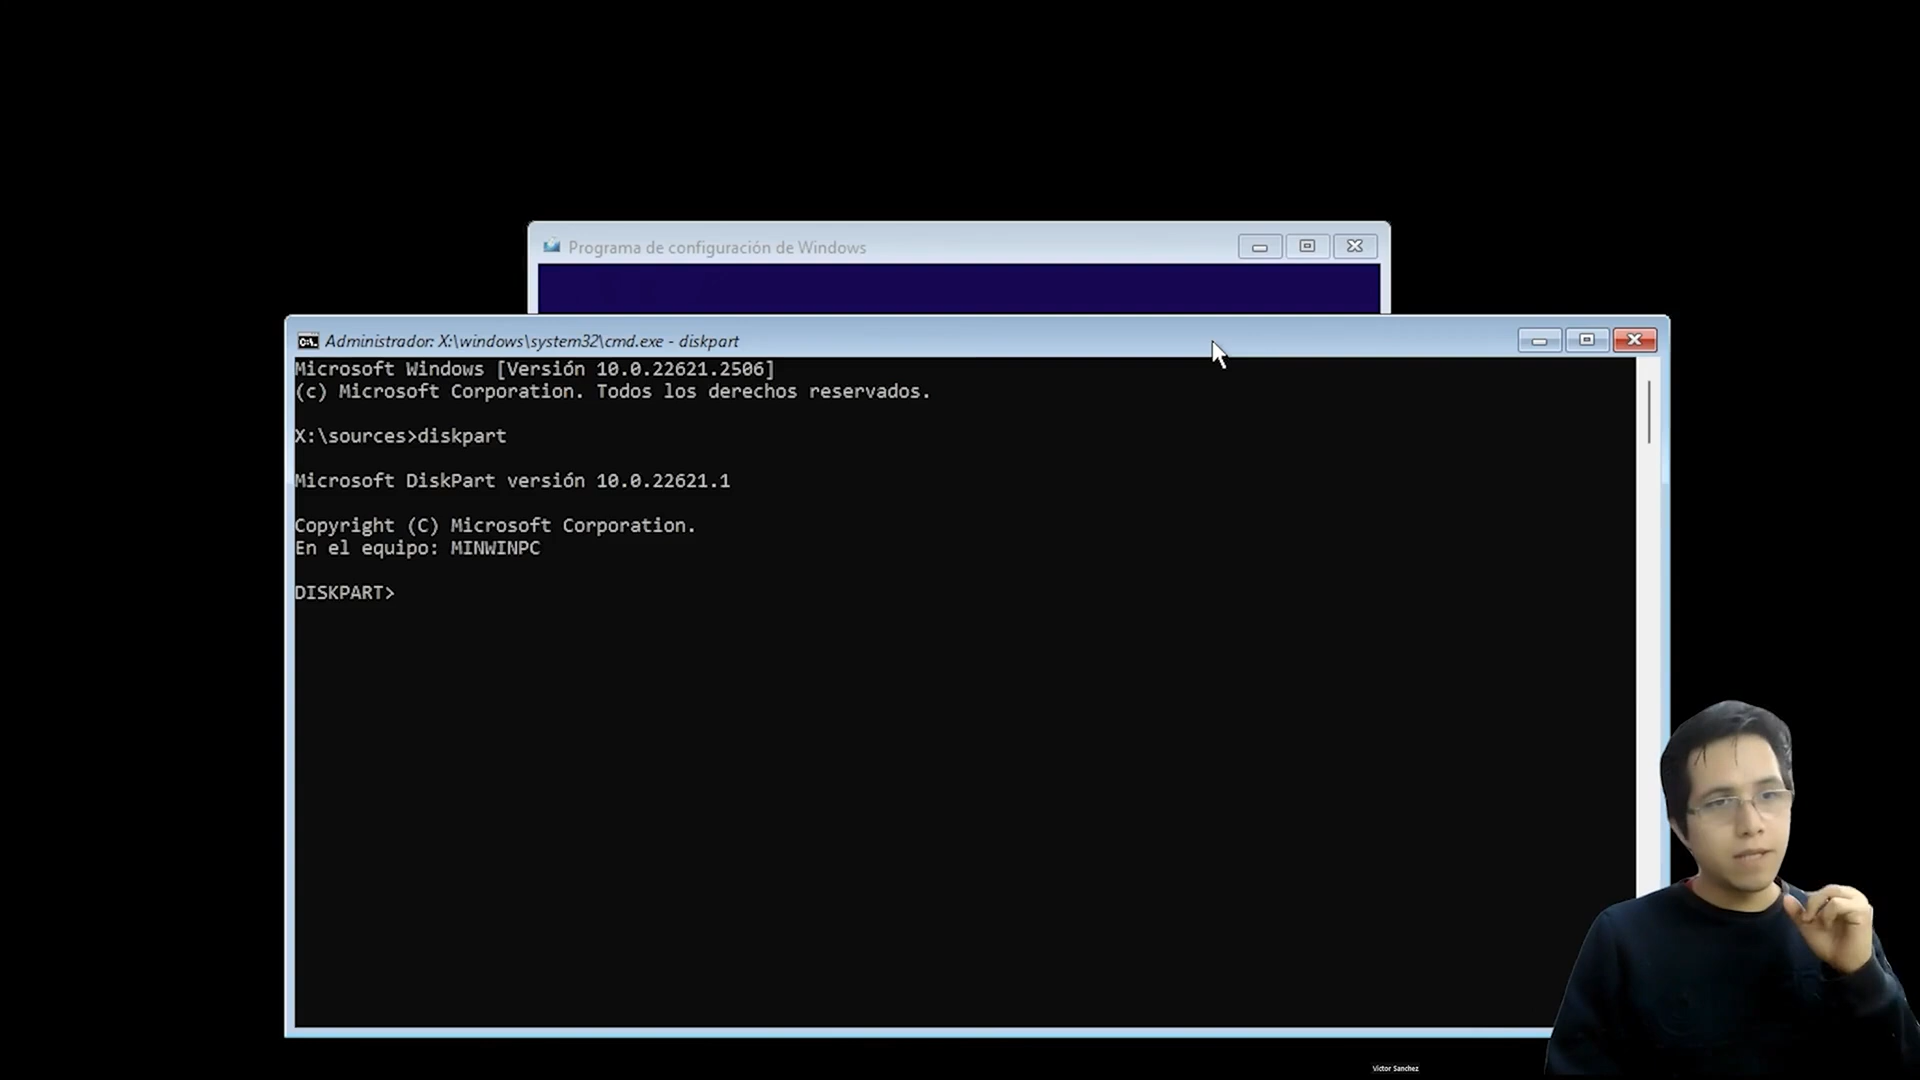 Programa de configuración de Windows
Administrador: X:\windows\system32\cmd.exe - diskpart
Microsoft Windows [Versión 10.0.22621.2506]
(c) Microsoft Corporation. Todos los derechos reservados.
X:\sources>diskpart
Microsoft DiskPart versión 10.0.22621.1
Copyright (C) Microsoft Corporation.
En el equipo: MINWINPC
DISKPART>
Victor Sanchez